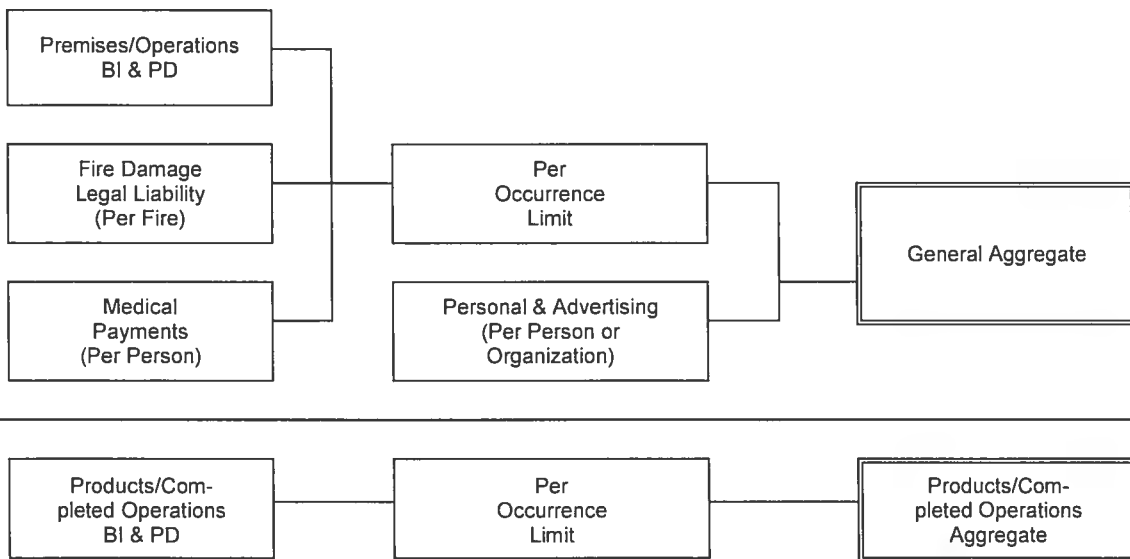 Premises/Operations
BI & PD
Fire Damage
Legal Liability
(Per Fire)
Per
Occurrence
Limit
General Aggregate
Medical
Payments
(Per Person)
Personal & Advertising
(Per Person or
Organization)
Products/Com-
pleted Operations
BI & PD
Per
Occurrence
Limit
Products/Com-
pleted Operations
Aggregate